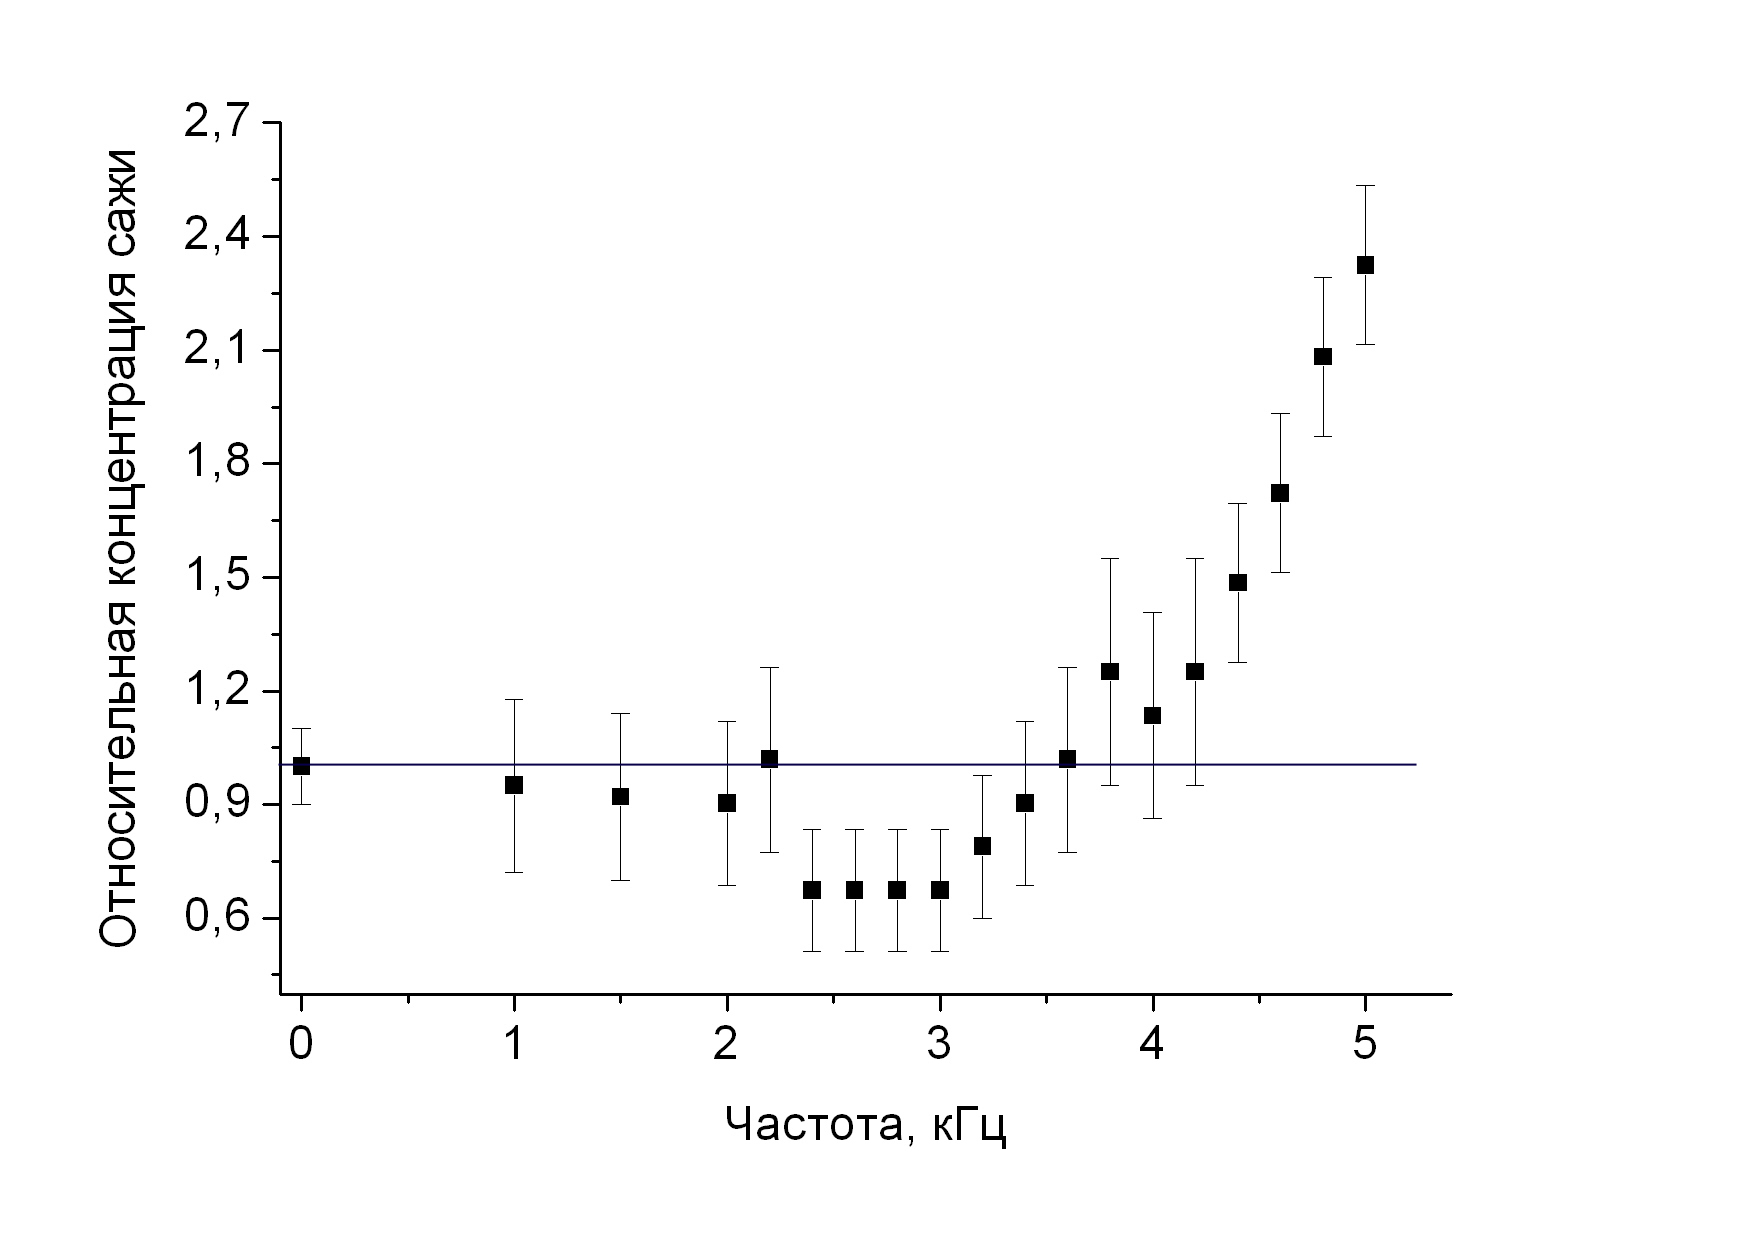 Относительная концентрация сажи
2,7
2,4
2,1
1,8
1,5
1,2
0,9
0,6
0 1 2 3 4 5
Частота, кГц